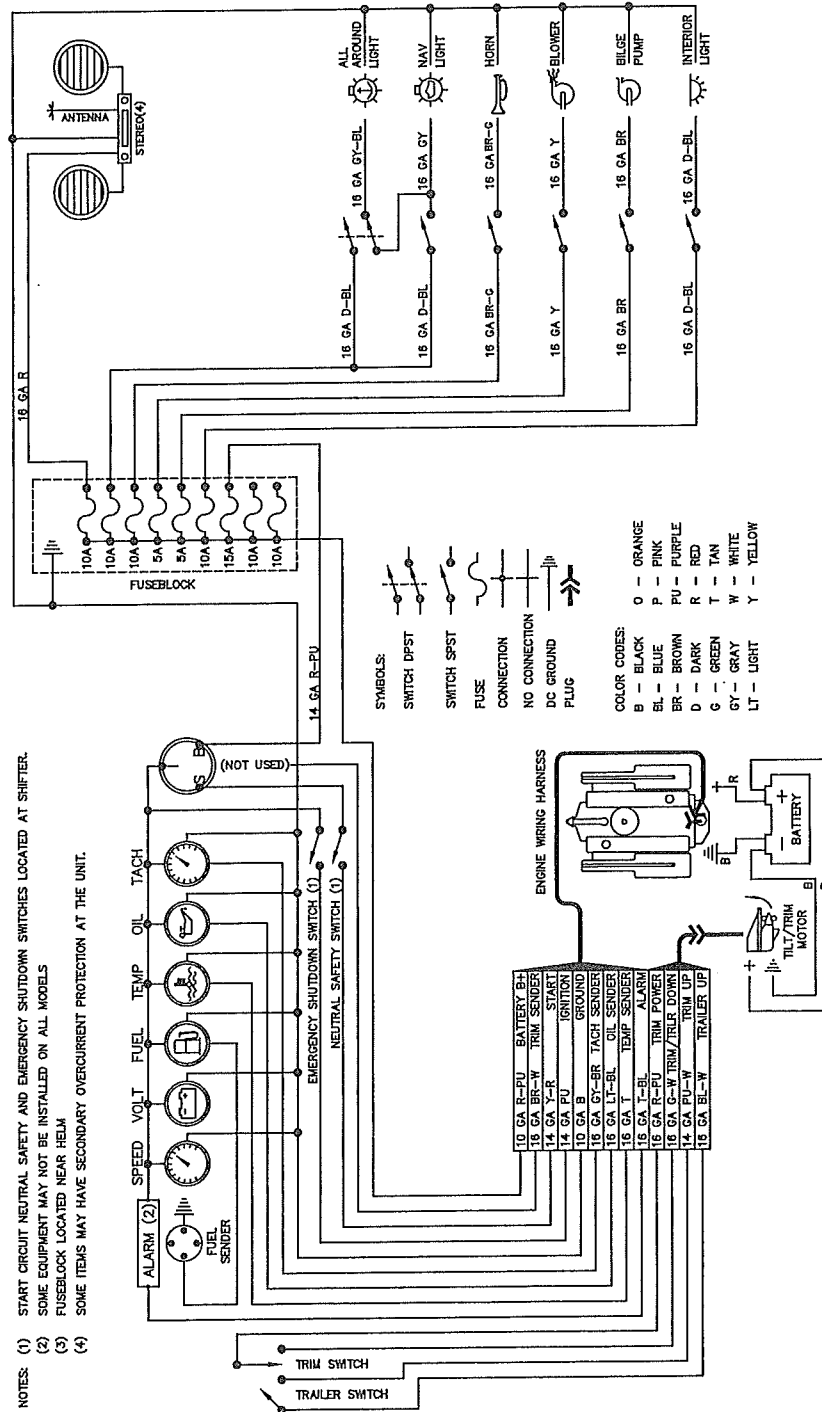 NOTES: (1) START CIRCUIT NEUTRAL SAFETY AND EMERGENCY SHUTDOWN SWITCHES LOCATED AT SHIFTER.
(2) SOME EQUIPMENT MAY NOT BE INSTALLED ON ALL MODELS
(3) FUSEBLOCK LOCATED NEAR HELM
(4) SOME ITEMS MAY HAVE SECONDARY OVERCURRENT PROTECTION AT THE UNIT.
ALARM (2)
SPEED
VOLT
FUEL
TEMP
OIL
TACH
FUEL
SENDER
I
S
B
(NOT USED)
EMERGENCY SHUTDOWN SWITCH (1)
NEUTRAL SAFETY SWITCH (1)
14 GA R-PU
TRIM SWITCH
TRAILER SWITCH
10 GA R-PU BATTERY B+
16 GA BR-W TRIM SENDER
14 GA Y-R START
14 GA PU IGNITION
10 GA B GROUND
16 GA GY-BR TACH SENDER
16 GA LT-BL OIL SENDER
16 GA T TEMP SENDER
16 GA T-BL ALARM
16 GA R-PU TRIM POWER
16 GA G-W TRIM/TRLR DOWN
14 GA PU-W TRIM UP
16 GA BL-W TRAILER UP
ENGINE WIRING HARNESS
TILT/TRIM
MOTOR
+
B
B
R
- +
BATTERY
FUSEBLOCK
10A
10A
10A
5A
5A
10A
15A
10A
10A
16 GA R
ANTENNA
STEREO(4)
SYMBOLS:
SWITCH DPST
SWITCH SPST
FUSE
CONNECTION
NO CONNECTION
DC GROUND
PLUG
COLOR CODES:
B - BLACK O - ORANGE
BL - BLUE P - PINK
BR - BROWN PU - PURPLE
D - DARK R - RED
G - GREEN T - TAN
GY - GRAY W - WHITE
LT - LIGHT Y - YELLOW
16 GA D-BL
16 GA GY-BL
ALL
AROUND
LIGHT
16 GA D-BL
16 GA GY
NAV
LIGHT
16 GA BR-G
16 GA BR-G
HORN
16 GA Y
16 GA Y
BLOWER
16 GA BR
16 GA BR
BILGE
PUMP
16 GA D-BL
16 GA D-BL
INTERIOR
LIGHT